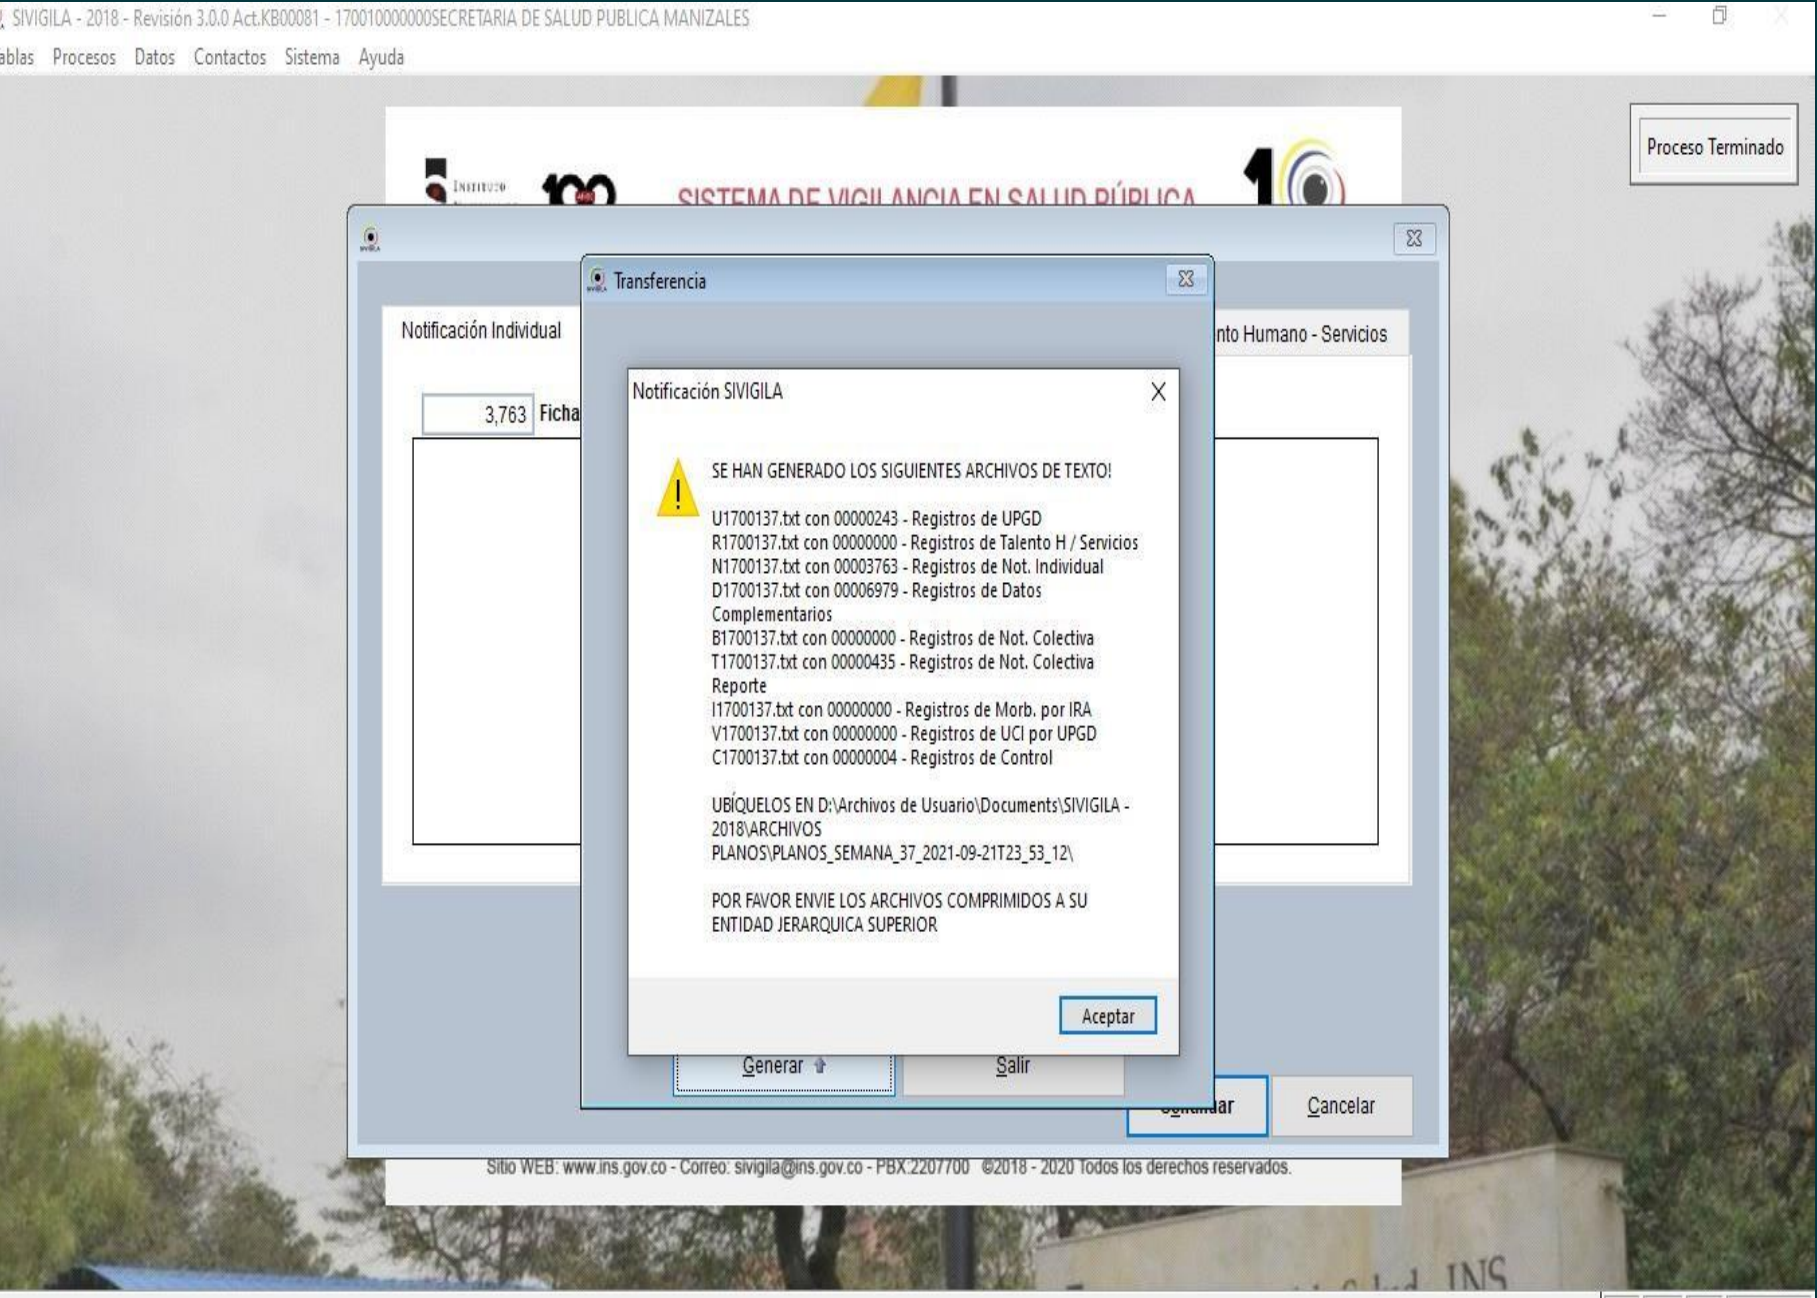 SIVIGILA - 2018 - Revisión 3.0.0 Act.KB00081 - 170010000000SECRETARIA DE SALUD PUBLICA MANIZALES
ablas Procesos Datos Contactos Sistema Ayuda
Proceso Terminado
INSTITUTO
100
SISTEMA DE VIGILANCIA EN SALUD PÚBLICA
10
Transferencia
Notificación Individual
nto Humano - Servicios
3,763 Ficha
Notificación SIVIGILA
SE HAN GENERADO LOS SIGUIENTES ARCHIVOS DE TEXTO!
U1700137.txt con 00000243 - Registros de UPGD
R1700137.txt con 00000000 - Registros de Talento H / Servicios
N1700137.txt con 00003763 - Registros de Not. Individual
D1700137.txt con 00006979 - Registros de Datos
Complementarios
B1700137.txt con 00000000 - Registros de Not. Colectiva
T1700137.txt con 00000435 - Registros de Not. Colectiva
Reporte
I1700137.txt con 00000000 - Registros de Morb. por IRA
V1700137.txt con 00000000 - Registros de UCI por UPGD
C1700137.txt con 00000004 - Registros de Control
UBÍQUELOS EN D:\Archivos de Usuario\Documents\SIVIGILA -
2018\ARCHIVOS
PLANOS\PLANOS_SEMANA_37_2021-09-21T23_53_12\
POR FAVOR ENVIE LOS ARCHIVOS COMPRIMIDOS A SU
ENTIDAD JERARQUICA SUPERIOR
Aceptar
Generar Salir
Continuar Cancelar
Sitio WEB: www.ins.gov.co - Correo: sivigila@ins.gov.co - PBX:2207700 ©2018 - 2020 Todos los derechos reservados.
Salud INS